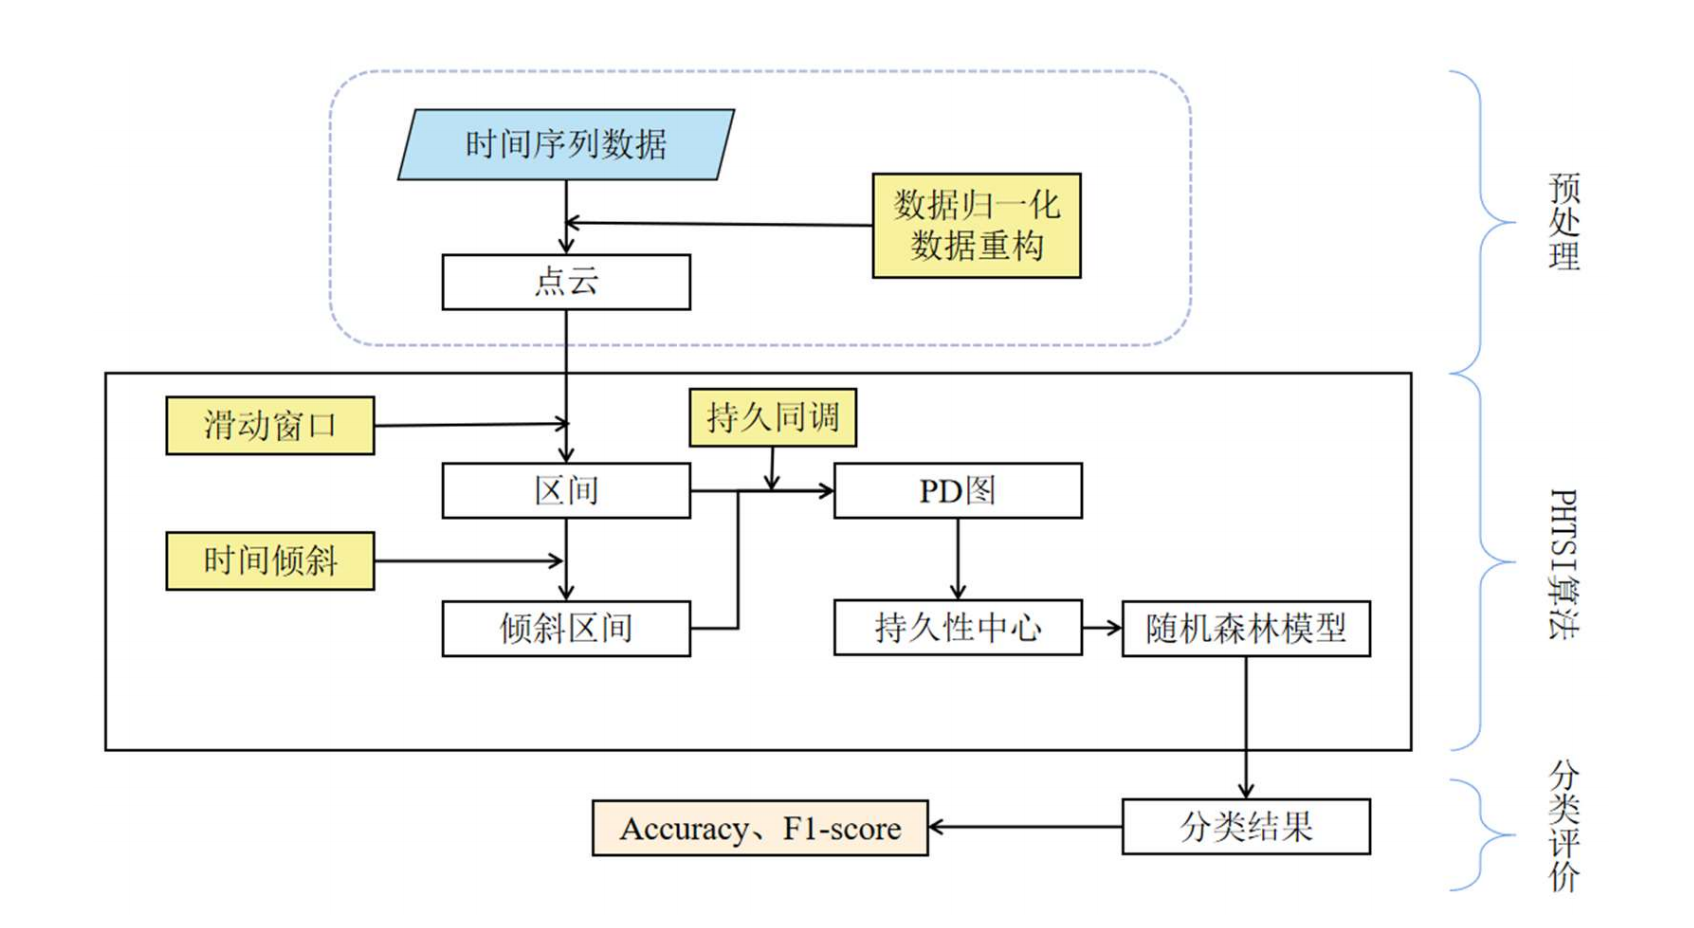 时间序列数据
数据归一化
数据重构
点云
预处理
滑动窗口
持久同调
区间
PD图
时间倾斜
倾斜区间
持久性中心
随机森林模型
PHTSI算法
Accuracy、F1-score
分类结果
分类评价